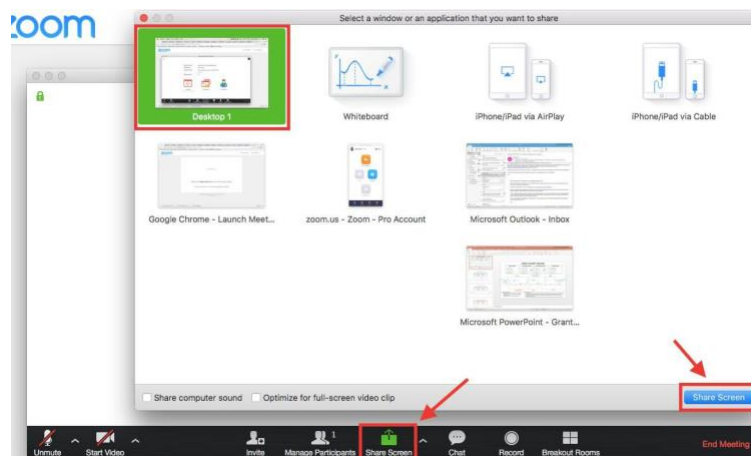 zoom
Select a window or an application that you want to share
Desktop 1
Whiteboard
iPhone/iPad via AirPlay
iPhone/iPad via Cable
Google Chrome - Launch Meet...
zoom.us - Zoom - Pro Account
Microsoft Outlook - Inbox
Microsoft PowerPoint - Grant...
Share computer sound
Optimize for full-screen video clip
Share Screen
Unmute
Start Video
Invite
Manage Participants
1
Share Screen
Chat
Record
Breakout Rooms
End Meeting